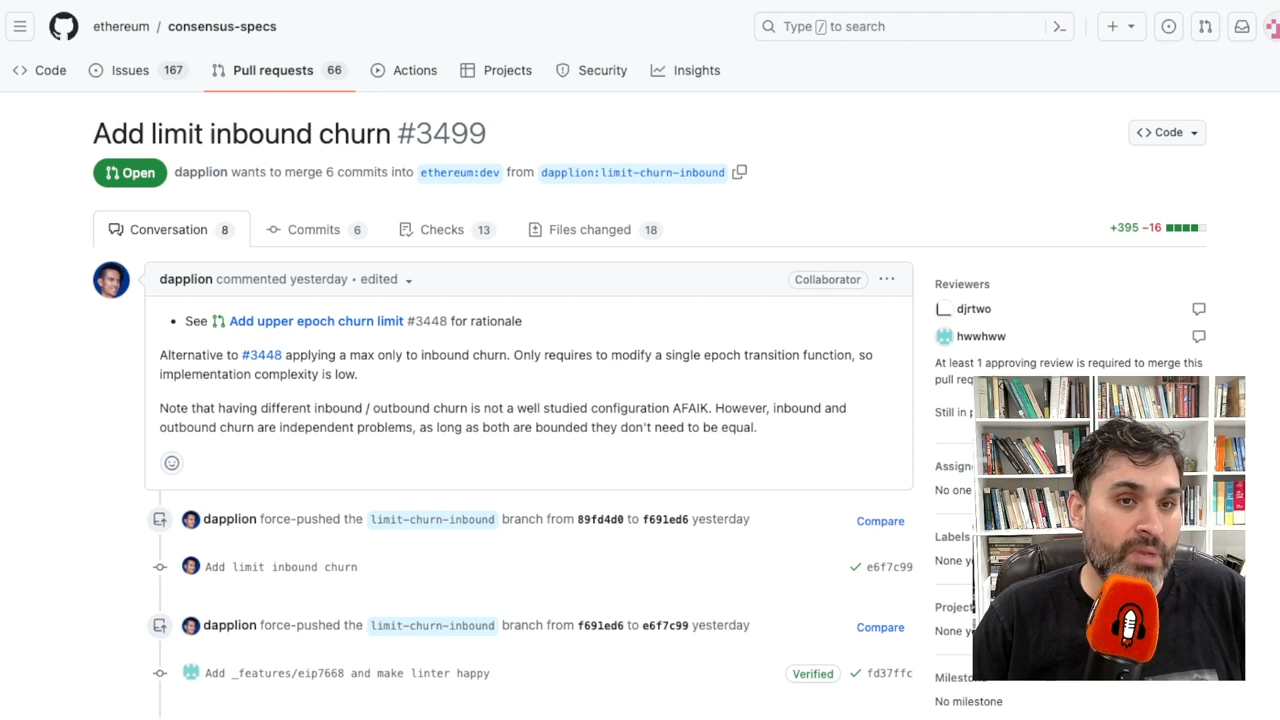 ethereum / consensus-specs
Type / to search
Code
Issues 167
Pull requests 66
Actions
Projects
Security
Insights
Add limit inbound churn #3499
Code
Open
dapplion wants to merge 6 commits into ethereum:dev from dapplion:limit-churn-inbound
Conversation 8
Commits 6
Checks 13
Files changed 18
+395 −16
dapplion commented yesterday • edited
Collaborator
• See Add upper epoch churn limit #3448 for rationale
Alternative to #3448 applying a max only to inbound churn. Only requires to modify a single epoch transition function, so
implementation complexity is low.
Note that having different inbound / outbound churn is not a well studied configuration AFAIK. However, inbound and
outbound churn are independent problems, as long as both are bounded they don't need to be equal.
dapplion force-pushed the limit-churn-inbound branch from 89fd4d0 to f691ed6 yesterday
Compare
Add limit inbound churn
e6f7c99
dapplion force-pushed the limit-churn-inbound branch from f691ed6 to e6f7c99 yesterday
Compare
Add _features/eip7668 and make linter happy
Verified
fd37ffc
Reviewers
djrtwo
hwwhww
At least 1 approving review is required to merge this
pull req
Still in p
Assign
No one
Labels
None y
Project
None y
Milesto
No milestone